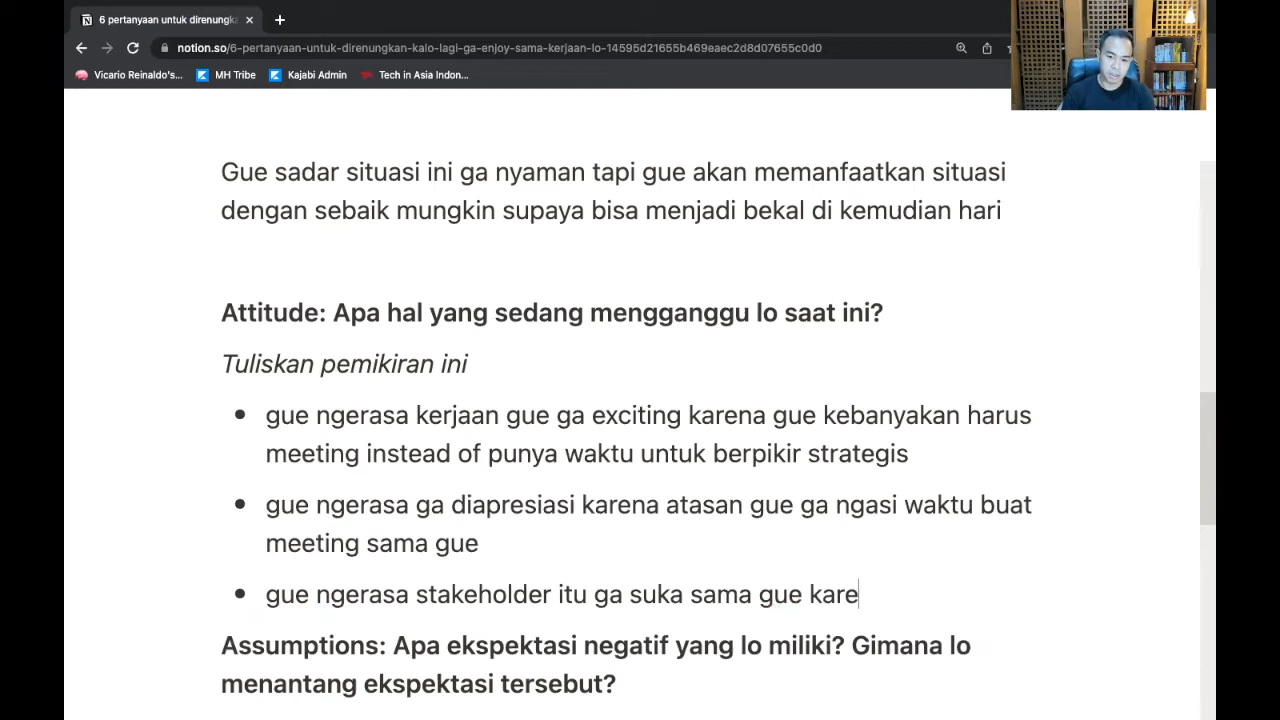 6 pertanyaan untuk direnungka
notion.so/6-pertanyaan-untuk-direnungkan-kalo-lagi-ga-enjoy-sama-kerjaan-lo-14595d21655b469eaec2d8d07655c0d0
Vicario Reinaldo's... MH Tribe Kajabi Admin Tech in Asia Indon...
Gue sadar situasi ini ga nyaman tapi gue akan memanfaatkan situasi
dengan sebaik mungkin supaya bisa menjadi bekal di kemudian hari
Attitude: Apa hal yang sedang mengganggu lo saat ini?
Tuliskan pemikiran ini
• gue ngerasa kerjaan gue ga exciting karena gue kebanyakan harus
meeting instead of punya waktu untuk berpikir strategis
• gue ngerasa ga diapresiasi karena atasan gue ga ngasi waktu buat
meeting sama gue
• gue ngerasa stakeholder itu ga suka sama gue kare
Assumptions: Apa ekspektasi negatif yang lo miliki? Gimana lo
menantang ekspektasi tersebut?